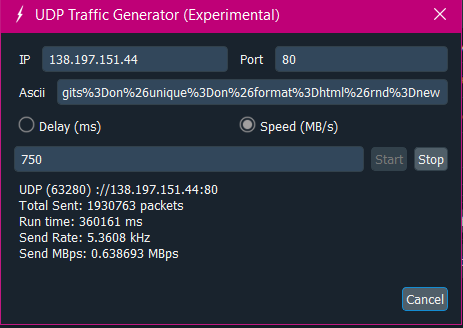 UDP Traffic Generator (Experimental)
IP 138.197.151.44 Port 80
Ascii gits%3Don%26unique%3Don%26format%3Dhtml%26rnd%3Dnew
Delay (ms) Speed (MB/s)
750 Start Stop
UDP (63280) ://138.197.151.44:80
Total Sent: 1930763 packets
Run time: 360161 ms
Send Rate: 5.3608 kHz
Send MBps: 0.638693 MBps
Cancel